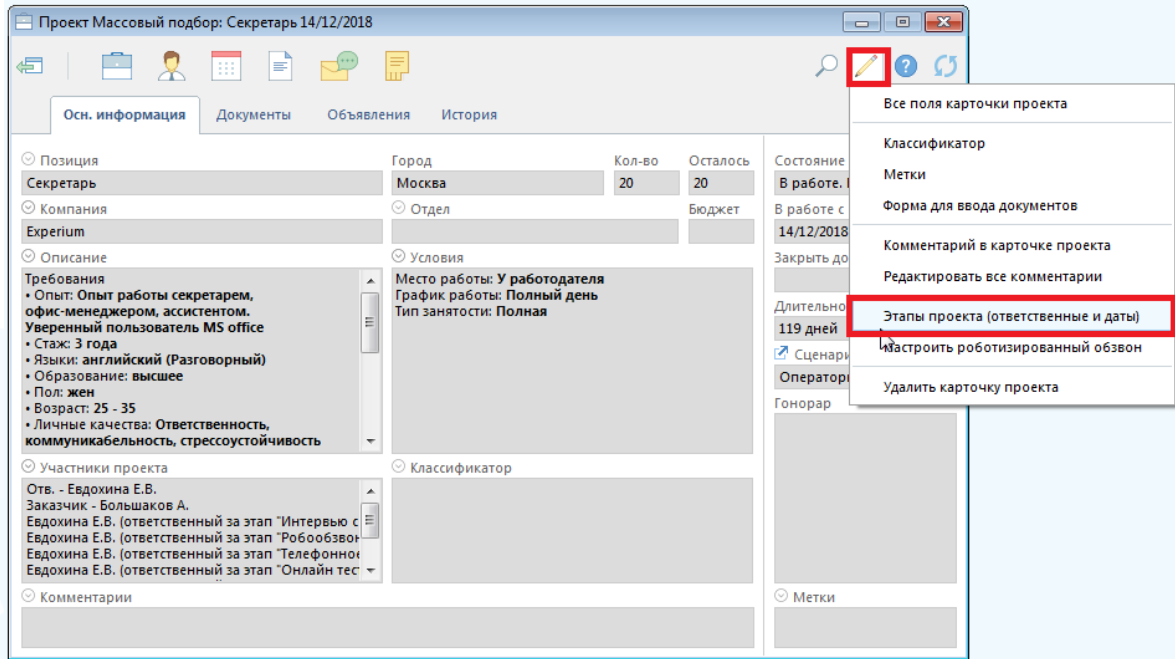 Проект Массовый подбор: Секретарь 14/12/2018
Осн. информация
Документы
Объявления
История
Позиция
Город
Кол-во
Осталось
Состояние
Секретарь
Москва
20
20
В работе.
Компания
Отдел
Бюджет
В работе с
Experium
14/12/2018
Описание
Условия
Закрыть до
Требования
• Опыт: Опыт работы секретарем,
офис-менеджером, ассистентом.
Уверенный пользователь MS office
• Стаж: 3 года
• Языки: английский (Разговорный)
• Образование: высшее
• Пол: жен
• Возраст: 25 - 35
• Личные качества: Ответственность,
коммуникабельность, стрессоустойчивость
Место работы: У работодателя
График работы: Полный день
Тип занятости: Полная
Длительно
119 дней
Сценари
Оператор
Гонорар
Участники проекта
Классификатор
Отв. - Евдохина Е.В.
Заказчик - Большаков А.
Евдохина Е.В. (ответственный за этап "Интервью с
Евдохина Е.В. (ответственный за этап "Робообзвон
Евдохина Е.В. (ответственный за этап "Телефонное
Евдохина Е.В. (ответственный за этап "Онлайн тес
Комментарии
Метки
Все поля карточки проекта
Классификатор
Метки
Форма для ввода документов
Комментарий в карточке проекта
Редактировать все комментарии
Этапы проекта (ответственные и даты)
Настроить роботизированный обзвон
Удалить карточку проекта